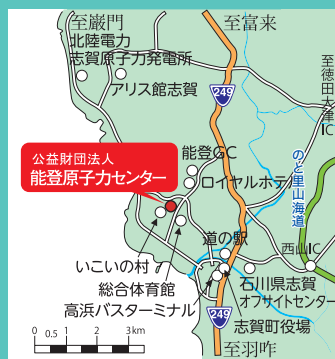 至巌門
至富来
北陸電力
志賀原子力発電所
アリス館志賀
249
至徳田大津IC
公益財団法人
能登原子力センター
能登GC
ロイヤルホテル
のと里山海道
道の駅
西山IC
いこいの村
総合体育館
高浜バスターミナル
石川県志賀
オフサイトセンター
志賀町役場
249
至羽咋
0 0.5 1 2 3km